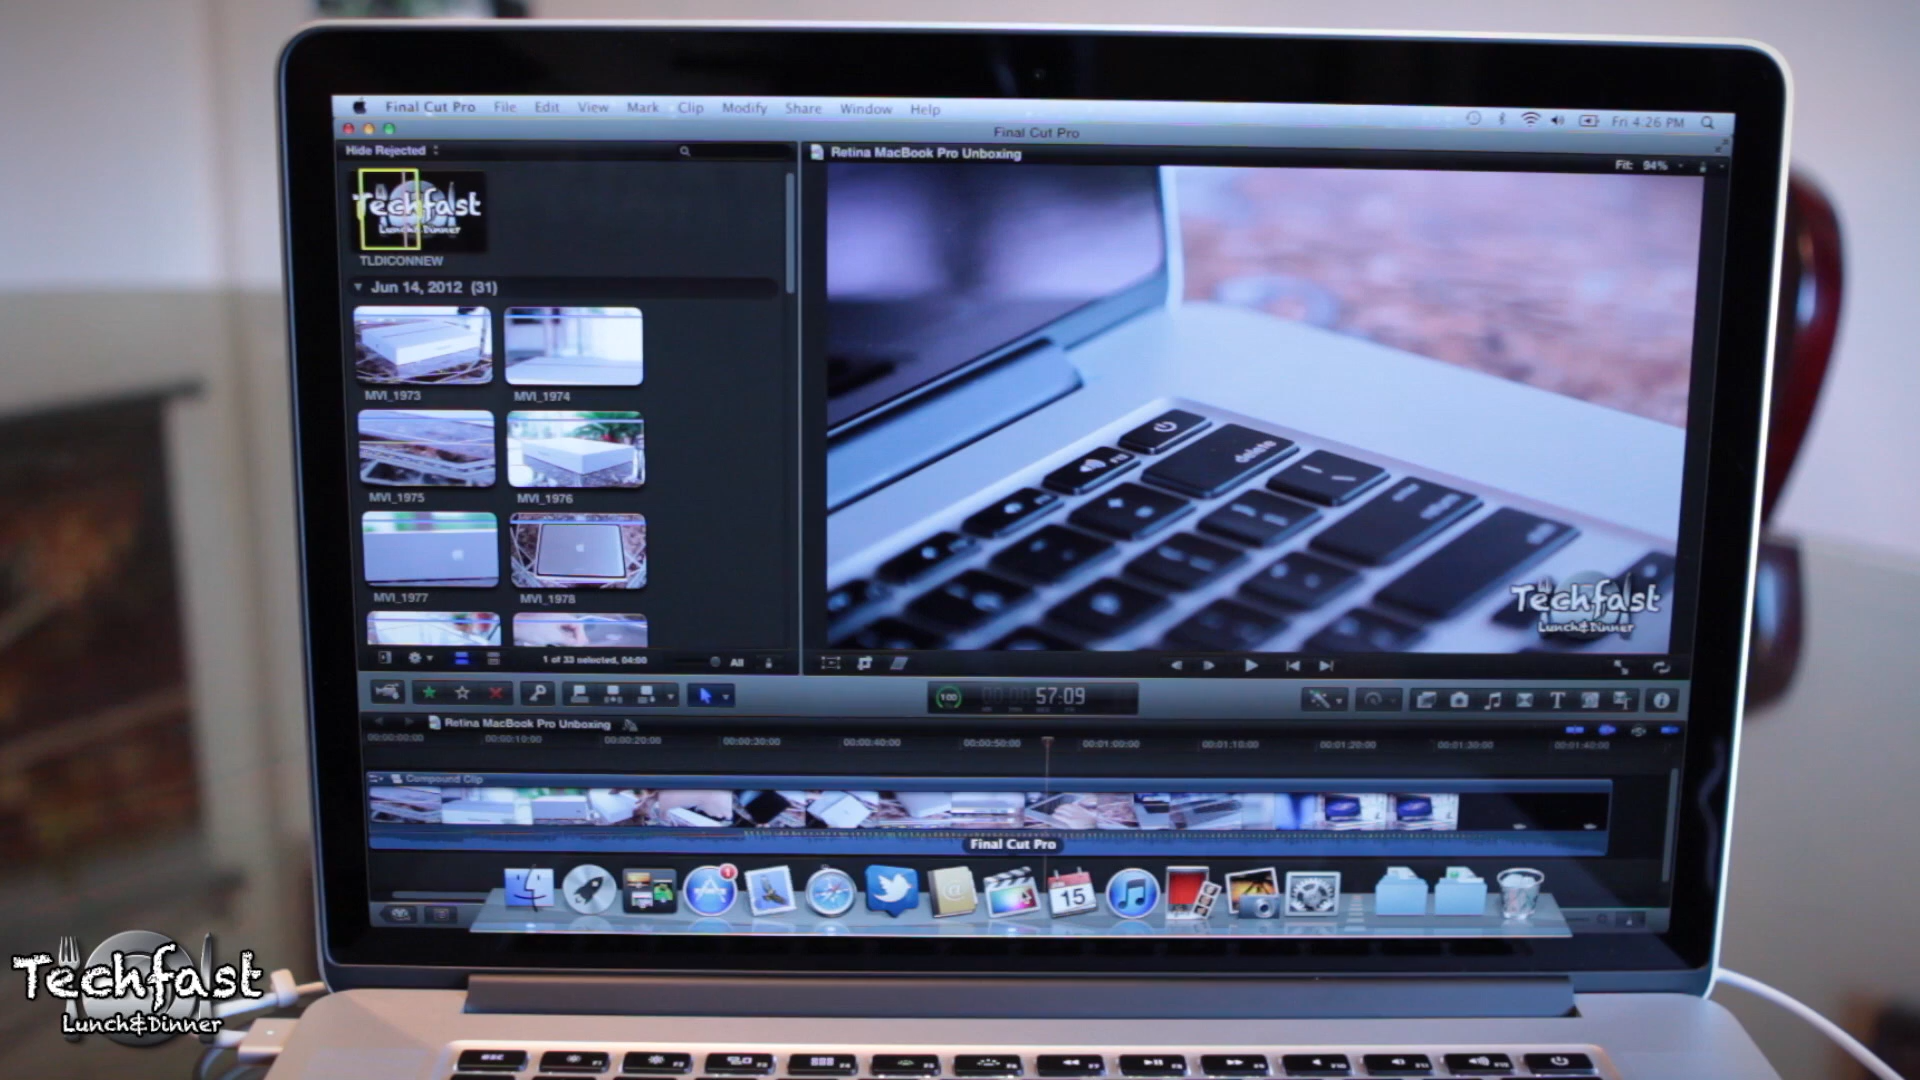 Final Cut Pro File Edit View Mark Clip Modify Share Window Help Fri 4:26 PM
Final Cut Pro
Hide Rejected
Retina MacBook Pro Unboxing
Fit: 94%
Techfast
Lunch&Dinner
TLDICONNEW
Jun 14, 2012 (31)
MVI_1973 MVI_1974
MVI_1975 MVI_1976
MVI_1977 MVI_1978
delete
Techfast
Lunch&Dinner
1 of 33 selected, 04:00 All
100 57:09
Retina MacBook Pro Unboxing
00:00:00:00 00:00:10:00 00:00:20:00 00:00:30:00 00:00:40:00 00:00:50:00 00:01:00:00 00:01:10:00 00:01:20:00 00:01:30:00 00:01:40:00
Compound Clip
Final Cut Pro
1
15
Techfast
Lunch&Dinner
esc